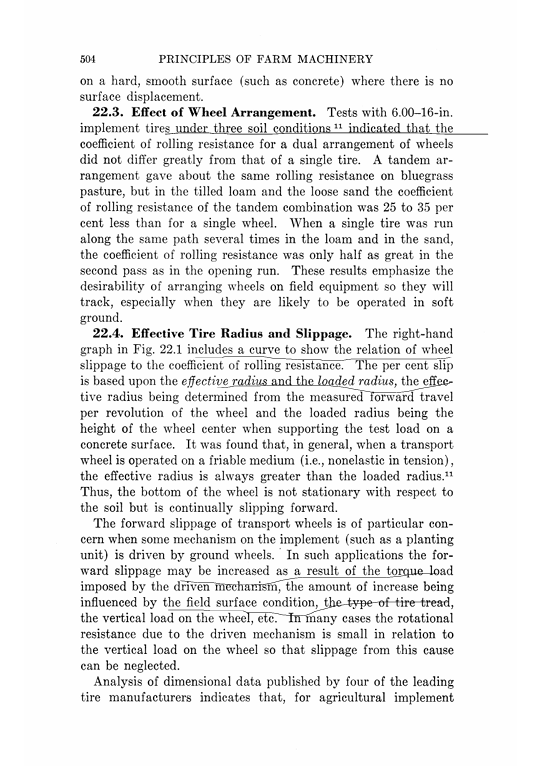 504 PRINCIPLES OF FARM MACHINERY
on a hard, smooth surface (such as concrete) where there is no
surface displacement.
22.3. Effect of Wheel Arrangement. Tests with 6.00–16-in.
implement tires under three soil conditions 11 indicated that the
coefficient of rolling resistance for a dual arrangement of wheels
did not differ greatly from that of a single tire. A tandem ar-
rangement gave about the same rolling resistance on bluegrass
pasture, but in the tilled loam and the loose sand the coefficient
of rolling resistance of the tandem combination was 25 to 35 per
cent less than for a single wheel. When a single tire was run
along the same path several times in the loam and in the sand,
the coefficient of rolling resistance was only half as great in the
second pass as in the opening run. These results emphasize the
desirability of arranging wheels on field equipment so they will
track, especially when they are likely to be operated in soft
ground.
22.4. Effective Tire Radius and Slippage. The right-hand
graph in Fig. 22.1 includes a curve to show the relation of wheel
slippage to the coefficient of rolling resistance. The per cent slip
is based upon the effective radius and the loaded radius, the effec-
tive radius being determined from the measured forward travel
per revolution of the wheel and the loaded radius being the
height of the wheel center when supporting the test load on a
concrete surface. It was found that, in general, when a transport
wheel is operated on a friable medium (i.e., nonelastic in tension),
the effective radius is always greater than the loaded radius.11
Thus, the bottom of the wheel is not stationary with respect to
the soil but is continually slipping forward.
The forward slippage of transport wheels is of particular con-
cern when some mechanism on the implement (such as a planting
unit) is driven by ground wheels. In such applications the for-
ward slippage may be increased as a result of the torque load
imposed by the driven mechanism, the amount of increase being
influenced by the field surface condition, the type of tire tread,
the vertical load on the wheel, etc. In many cases the rotational
resistance due to the driven mechanism is small in relation to
the vertical load on the wheel so that slippage from this cause
can be neglected.
Analysis of dimensional data published by four of the leading
tire manufacturers indicates that, for agricultural implement